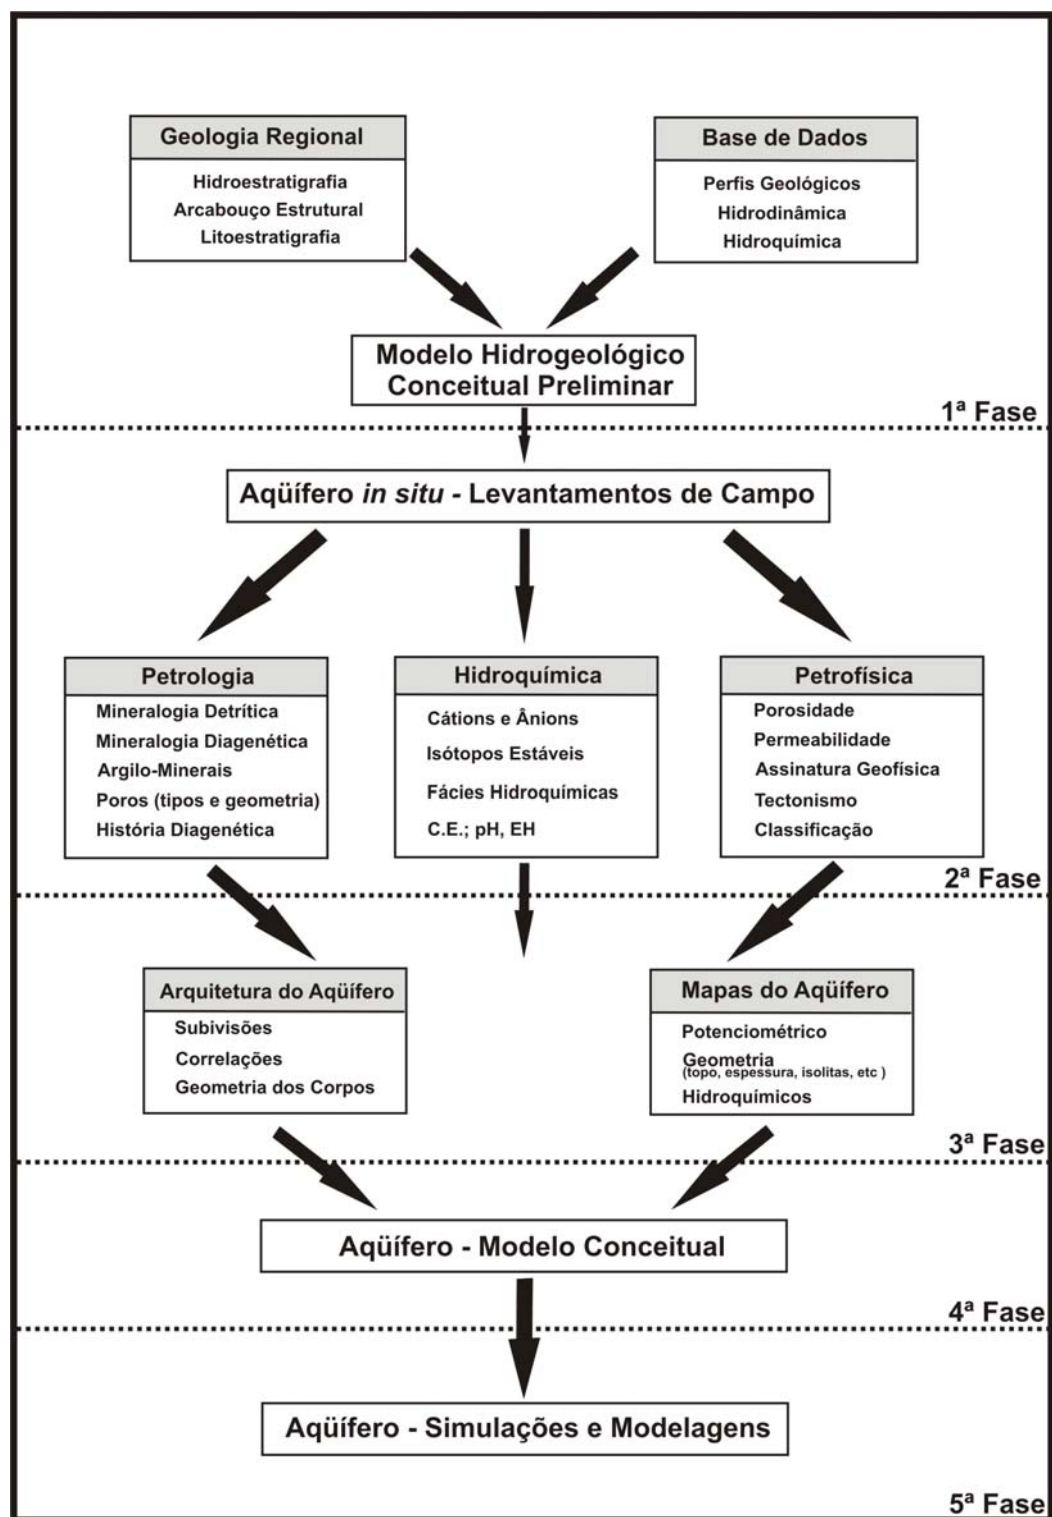 Geologia Regional
Hidroestratigrafia
Arcabouço Estrutural
Litoestratigrafia
Base de Dados
Perfis Geológicos
Hidrodinâmica
Hidroquímica
Modelo Hidrogeológico
Conceitual Preliminar
1ª Fase
Aqüífero in situ - Levantamentos de Campo
Petrologia
Mineralogia Detrítica
Mineralogia Diagenética
Argilo-Minerais
Poros (tipos e geometria)
História Diagenética
Hidroquímica
Cátions e Ânions
Isótopos Estáveis
Fácies Hidroquímicas
C.E.; pH, EH
Petrofísica
Porosidade
Permeabilidade
Assinatura Geofísica
Tectonismo
Classificação
2ª Fase
Arquitetura do Aqüífero
Subivisões
Correlações
Geometria dos Corpos
Mapas do Aqüífero
Potenciométrico
Geometria
(topo, espessura, isolitas, etc )
Hidroquímicos
3ª Fase
Aqüífero - Modelo Conceitual
4ª Fase
Aqüífero - Simulações e Modelagens
5ª Fase